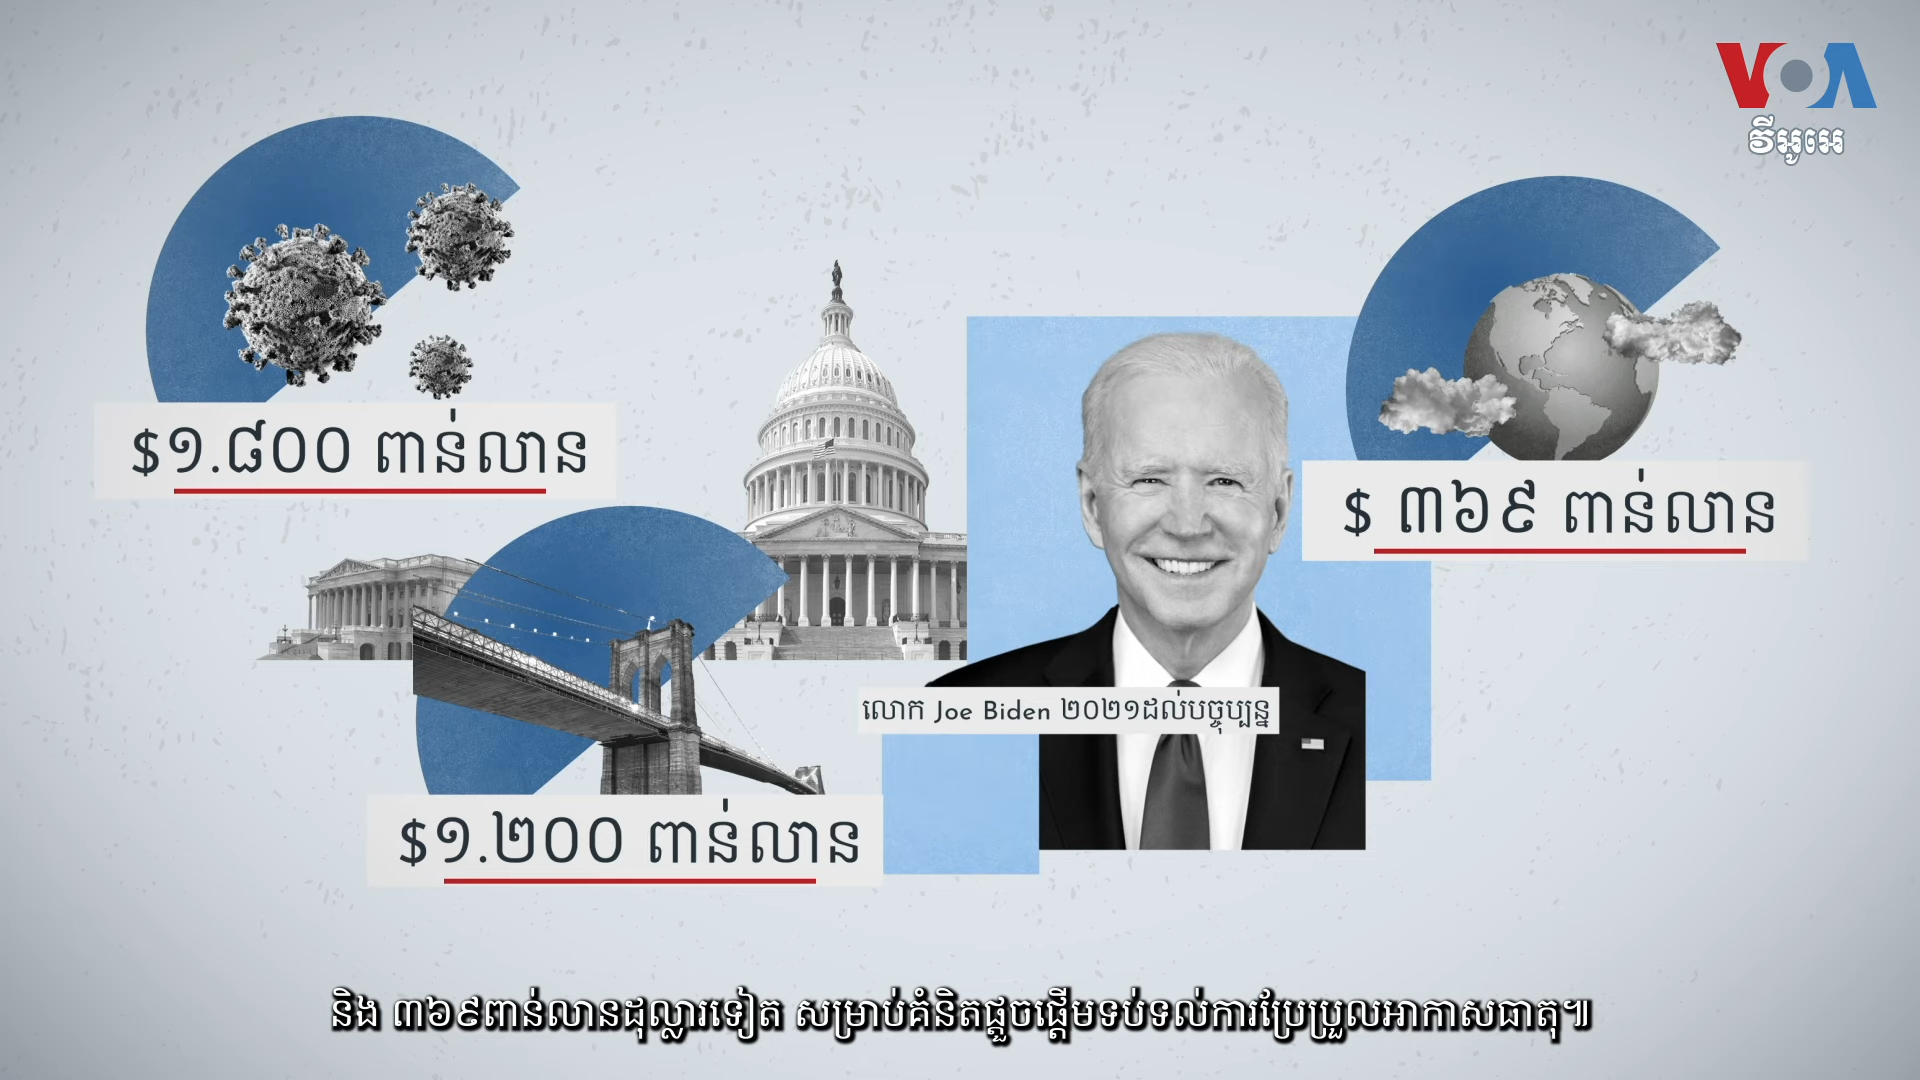 VOA
វីអូអេ
$១.៨០០ ពាន់លាន
$ ៣៦៩ ពាន់លាន
លោក Joe Biden ២០២១ដល់បច្ចុប្បន្ន
$១.២០០ ពាន់លាន
និង ៣៦៩ពាន់លានដុល្លារទៀត សម្រាប់គំនិតផ្តួចផ្តើមទប់ទល់ការប្រែប្រួលអាកាសធាតុ៕